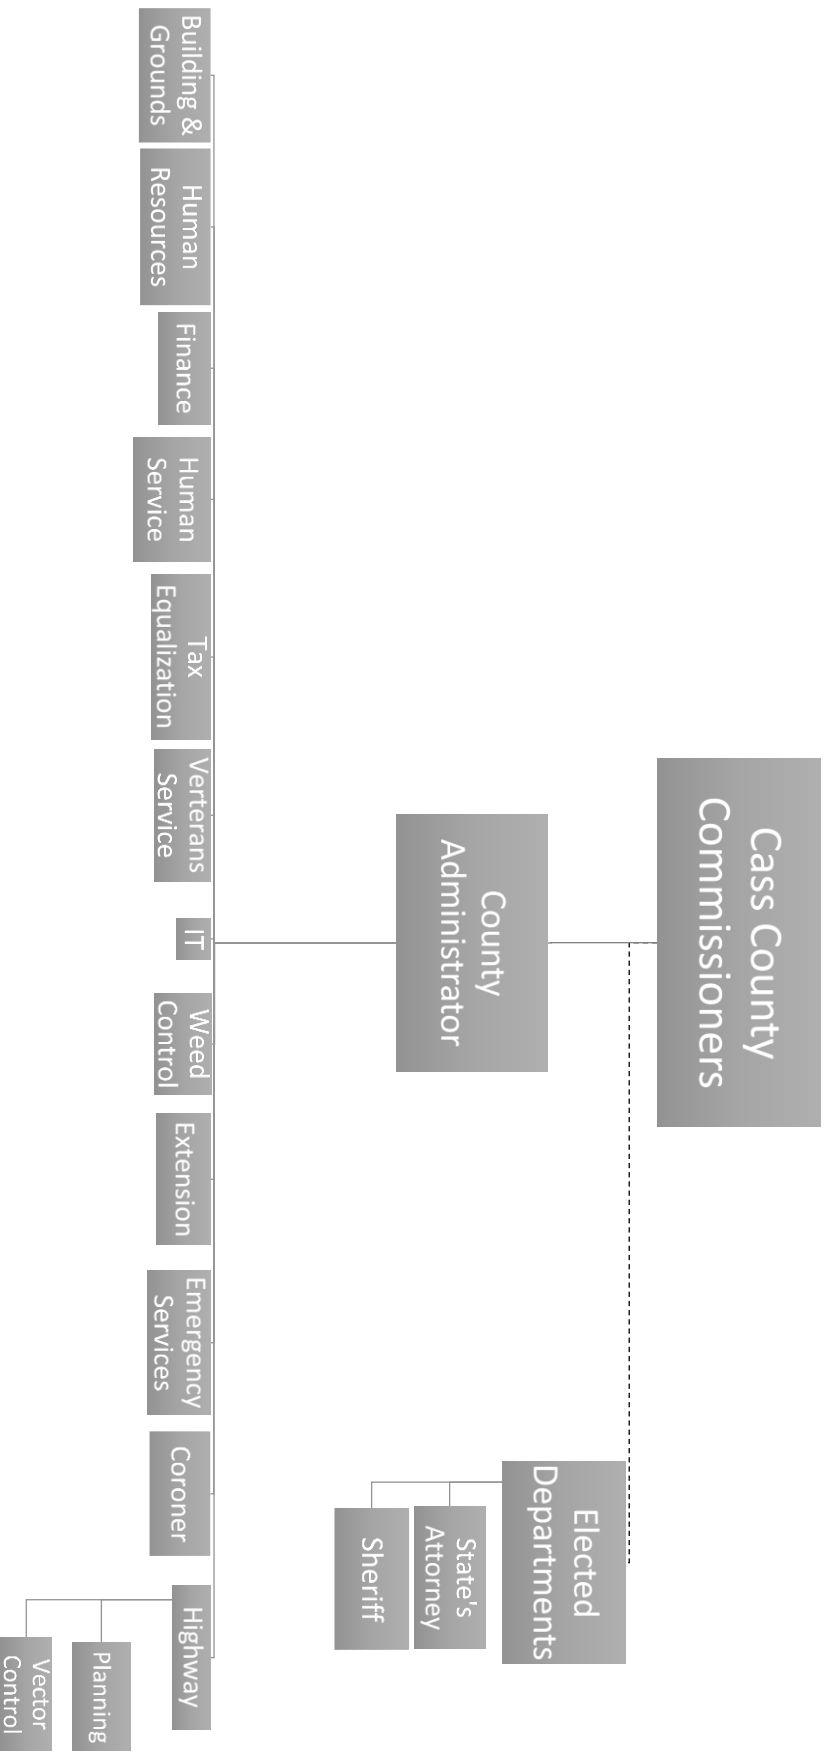 Cass County
Commissioners
County
Administrator
Elected
Departments
State's
Attorney
Sheriff
Building &
Grounds
Human
Resources
Finance
Human
Service
Tax
Equalization
Verterans
Service
IT
Weed
Control
Extension
Emergency
Services
Coroner
Highway
Planning
Vector
Control